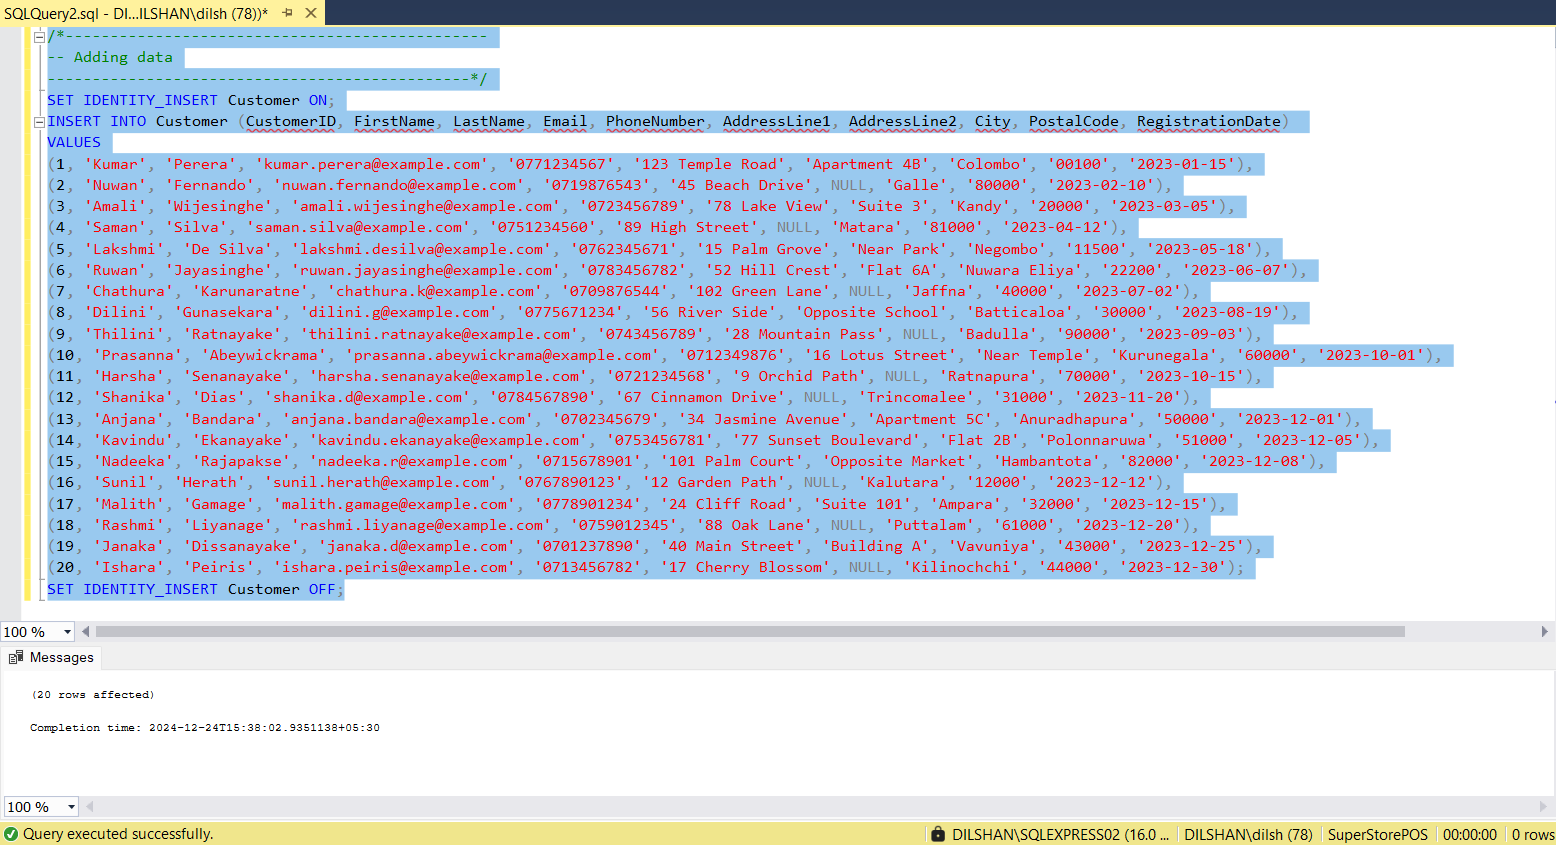 SQLQuery2.sql - DI...ILSHAN\dilsh (78))*
/*-----------------------------------------------
-- Adding data
-----------------------------------------------*/
SET IDENTITY_INSERT Customer ON;
INSERT INTO Customer (CustomerID, FirstName, LastName, Email, PhoneNumber, AddressLine1, AddressLine2, City, PostalCode, RegistrationDate)
VALUES
(1, 'Kumar', 'Perera', 'kumar.perera@example.com', '0771234567', '123 Temple Road', 'Apartment 4B', 'Colombo', '00100', '2023-01-15'),
(2, 'Nuwan', 'Fernando', 'nuwan.fernando@example.com', '0719876543', '45 Beach Drive', NULL, 'Galle', '80000', '2023-02-10'),
(3, 'Amali', 'Wijesinghe', 'amali.wijesinghe@example.com', '0723456789', '78 Lake View', 'Suite 3', 'Kandy', '20000', '2023-03-05'),
(4, 'Saman', 'Silva', 'saman.silva@example.com', '0751234560', '89 High Street', NULL, 'Matara', '81000', '2023-04-12'),
(5, 'Lakshmi', 'De Silva', 'lakshmi.desilva@example.com', '0762345671', '15 Palm Grove', 'Near Park', 'Negombo', '11500', '2023-05-18'),
(6, 'Ruwan', 'Jayasinghe', 'ruwan.jayasinghe@example.com', '0783456782', '52 Hill Crest', 'Flat 6A', 'Nuwara Eliya', '22200', '2023-06-07'),
(7, 'Chathura', 'Karunaratne', 'chathura.k@example.com', '0709876544', '102 Green Lane', NULL, 'Jaffna', '40000', '2023-07-02'),
(8, 'Dilini', 'Gunasekara', 'dilini.g@example.com', '0775671234', '56 River Side', 'Opposite School', 'Batticaloa', '30000', '2023-08-19'),
(9, 'Thilini', 'Ratnayake', 'thilini.ratnayake@example.com', '0743456789', '28 Mountain Pass', NULL, 'Badulla', '90000', '2023-09-03'),
(10, 'Prasanna', 'Abeywickrama', 'prasanna.abeywickrama@example.com', '0712349876', '16 Lotus Street', 'Near Temple', 'Kurunegala', '60000', '2023-10-01'),
(11, 'Harsha', 'Senanayake', 'harsha.senanayake@example.com', '0721234568', '9 Orchid Path', NULL, 'Ratnapura', '70000', '2023-10-15'),
(12, 'Shanika', 'Dias', 'shanika.d@example.com', '0784567890', '67 Cinnamon Drive', NULL, 'Trincomalee', '31000', '2023-11-20'),
(13, 'Anjana', 'Bandara', 'anjana.bandara@example.com', '0702345679', '34 Jasmine Avenue', 'Apartment 5C', 'Anuradhapura', '50000', '2023-12-01'),
(14, 'Kavindu', 'Ekanayake', 'kavindu.ekanayake@example.com', '0753456781', '77 Sunset Boulevard', 'Flat 2B', 'Polonnaruwa', '51000', '2023-12-05'),
(15, 'Nadeeka', 'Rajapakse', 'nadeeka.r@example.com', '0715678901', '101 Palm Court', 'Opposite Market', 'Hambantota', '82000', '2023-12-08'),
(16, 'Sunil', 'Herath', 'sunil.herath@example.com', '0767890123', '12 Garden Path', NULL, 'Kalutara', '12000', '2023-12-12'),
(17, 'Malith', 'Gamage', 'malith.gamage@example.com', '0778901234', '24 Cliff Road', 'Suite 101', 'Ampara', '32000', '2023-12-15'),
(18, 'Rashmi', 'Liyanage', 'rashmi.liyanage@example.com', '0759012345', '88 Oak Lane', NULL, 'Puttalam', '61000', '2023-12-20'),
(19, 'Janaka', 'Dissanayake', 'janaka.d@example.com', '0701237890', '40 Main Street', 'Building A', 'Vavuniya', '43000', '2023-12-25'),
(20, 'Ishara', 'Peiris', 'ishara.peiris@example.com', '0713456782', '17 Cherry Blossom', NULL, 'Kilinochchi', '44000', '2023-12-30');
SET IDENTITY_INSERT Customer OFF;
100 %
Messages
(20 rows affected)
Completion time: 2024-12-24T15:38:02.9351138+05:30
100 %
Query executed successfully. DILSHAN\SQLEXPRESS02 (16.0 ... DILSHAN\dilsh (78) SuperStorePOS 00:00:00 0 rows